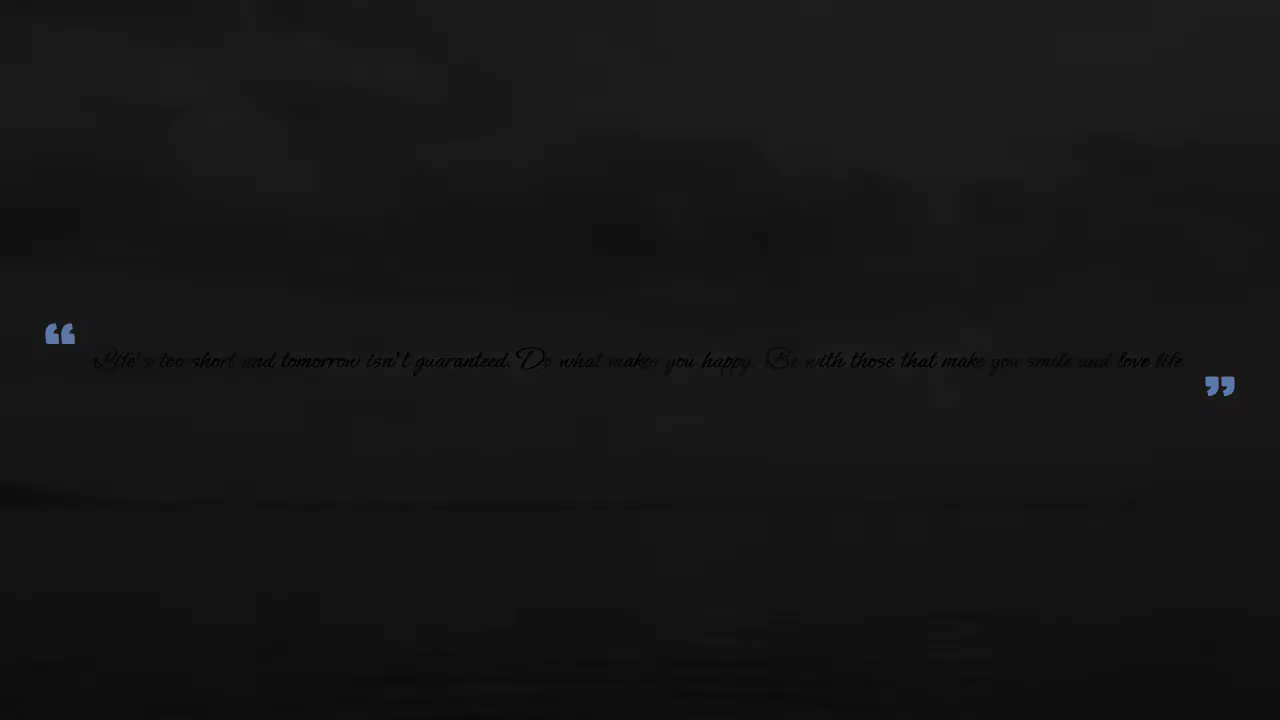 “ Life's too short and tomorrow isn't guaranteed. Do what makes you happy. Be with those that make you smile and love life. ”